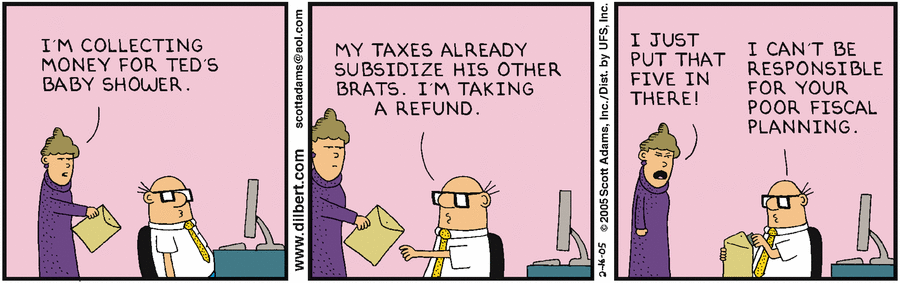 I'M COLLECTING
MONEY FOR TED'S
BABY SHOWER.
www.dilbert.com scottadams@aol.com
MY TAXES ALREADY
SUBSIDIZE HIS OTHER
BRATS. I'M TAKING
A REFUND.
2-16-05 © 2005 Scott Adams, Inc./Dist. by UFS, Inc.
I JUST
PUT THAT
FIVE IN
THERE!
I CAN'T BE
RESPONSIBLE
FOR YOUR
POOR FISCAL
PLANNING.